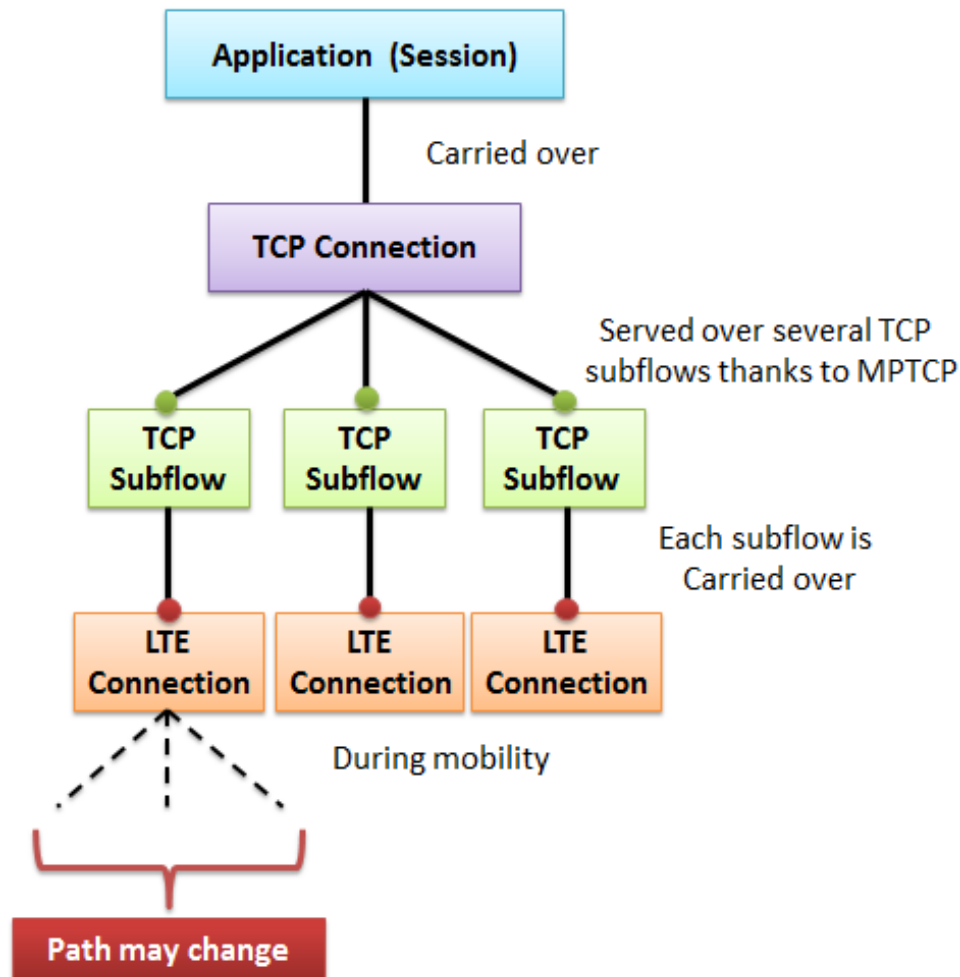 Application (Session)
Carried over
TCP Connection
Served over several TCP
subflows thanks to MPTCP
TCP
Subflow
TCP
Subflow
TCP
Subflow
Each subflow is
Carried over
LTE
Connection
LTE
Connection
LTE
Connection
During mobility
Path may change